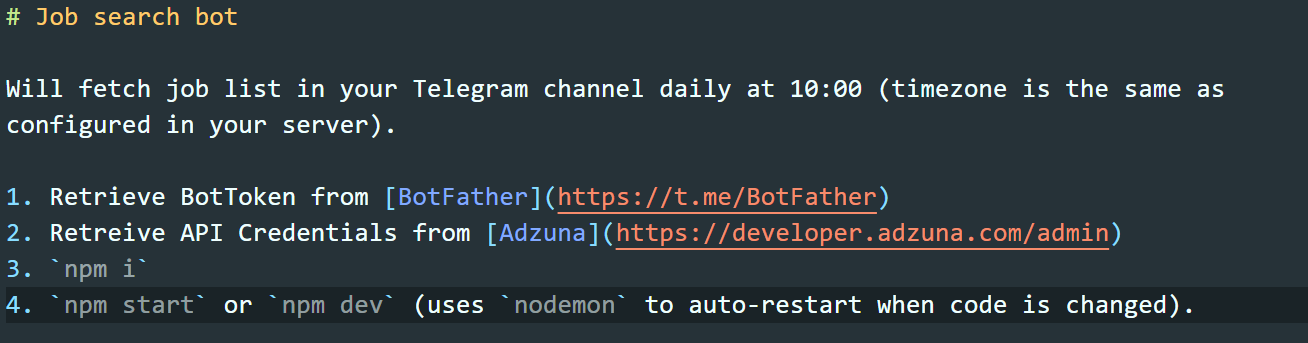 # Job search bot
Will fetch job list in your Telegram channel daily at 10:00 (timezone is the same as
configured in your server).
1. Retrieve BotToken from [BotFather](https://t.me/BotFather)
2. Retreive API Credentials from [Adzuna](https://developer.adzuna.com/admin)
3. `npm i`
4. `npm start` or `npm dev` (uses `nodemon` to auto-restart when code is changed).